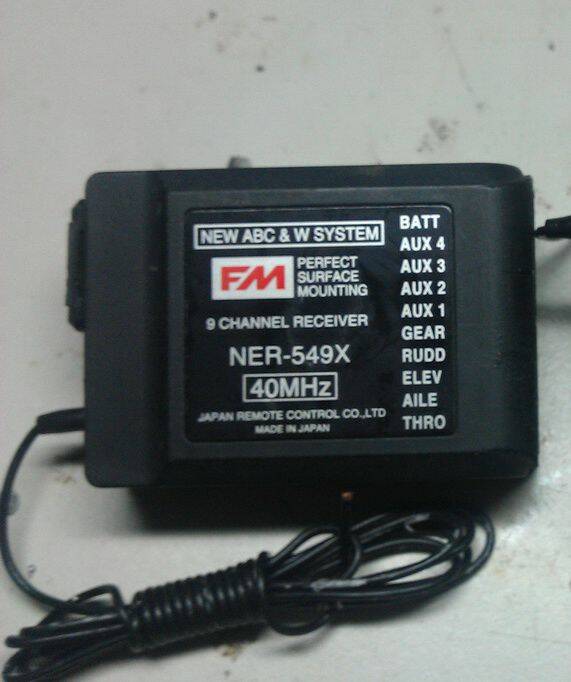 NEW ABC & W SYSTEM
FM
PERFECT
SURFACE
MOUNTING
9 CHANNEL RECEIVER
NER-549X
40MHz
JAPAN REMOTE CONTROL CO.,LTD
MADE IN JAPAN
BATT
AUX 4
AUX 3
AUX 2
AUX 1
GEAR
RUDD
ELEV
AILE
THRO